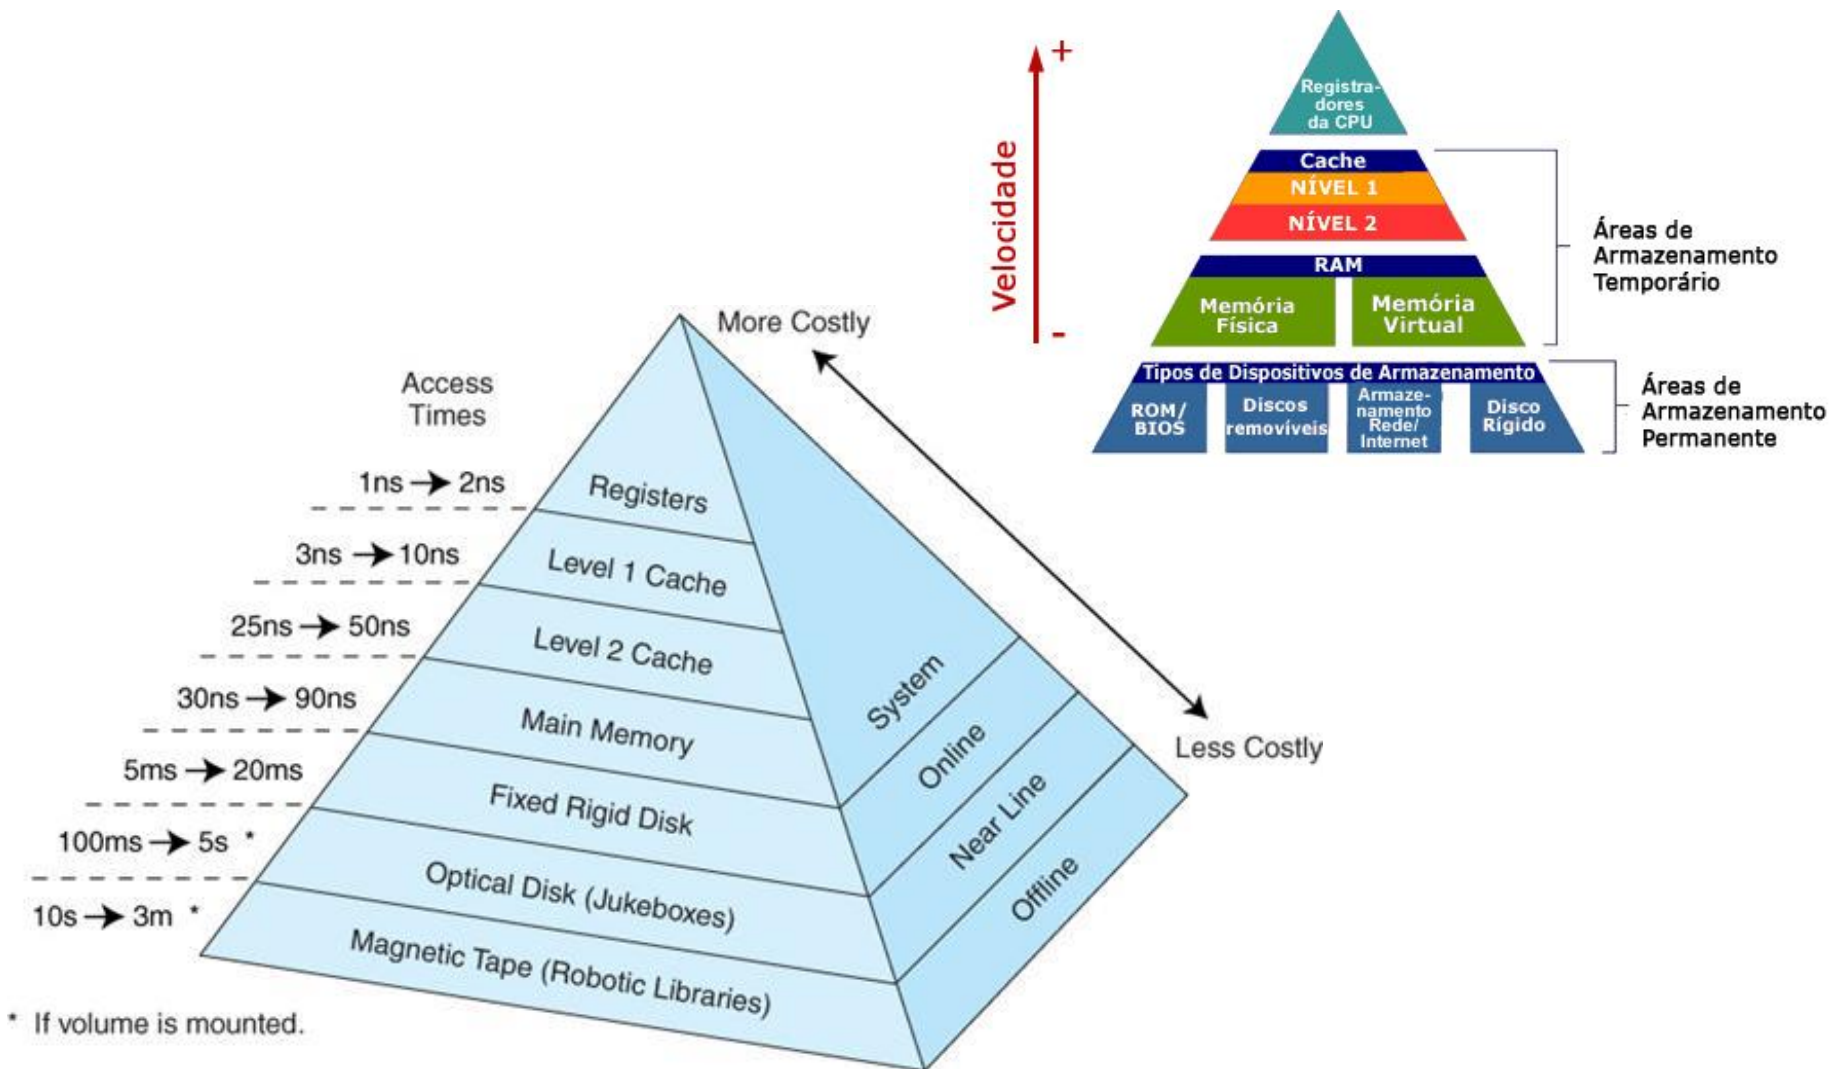 +
Velocidade
-
Registra-
dores
da CPU
Cache
NÍVEL 1
NÍVEL 2
RAM
Memória
Física
Memória
Virtual
Áreas de
Armazenamento
Temporário
Tipos de Dispositivos de Armazenamento
ROM/
BIOS
Discos
removíveis
Armaze-
namento
Rede/
Internet
Disco
Rígido
Áreas de
Armazenamento
Permanente
More Costly
Less Costly
Access
Times
1ns → 2ns
3ns → 10ns
25ns → 50ns
30ns → 90ns
5ms → 20ms
100ms → 5s *
10s → 3m *
Registers
Level 1 Cache
Level 2 Cache
Main Memory
Fixed Rigid Disk
Optical Disk (Jukeboxes)
Magnetic Tape (Robotic Libraries)
System
Online
Near Line
Offline
* If volume is mounted.